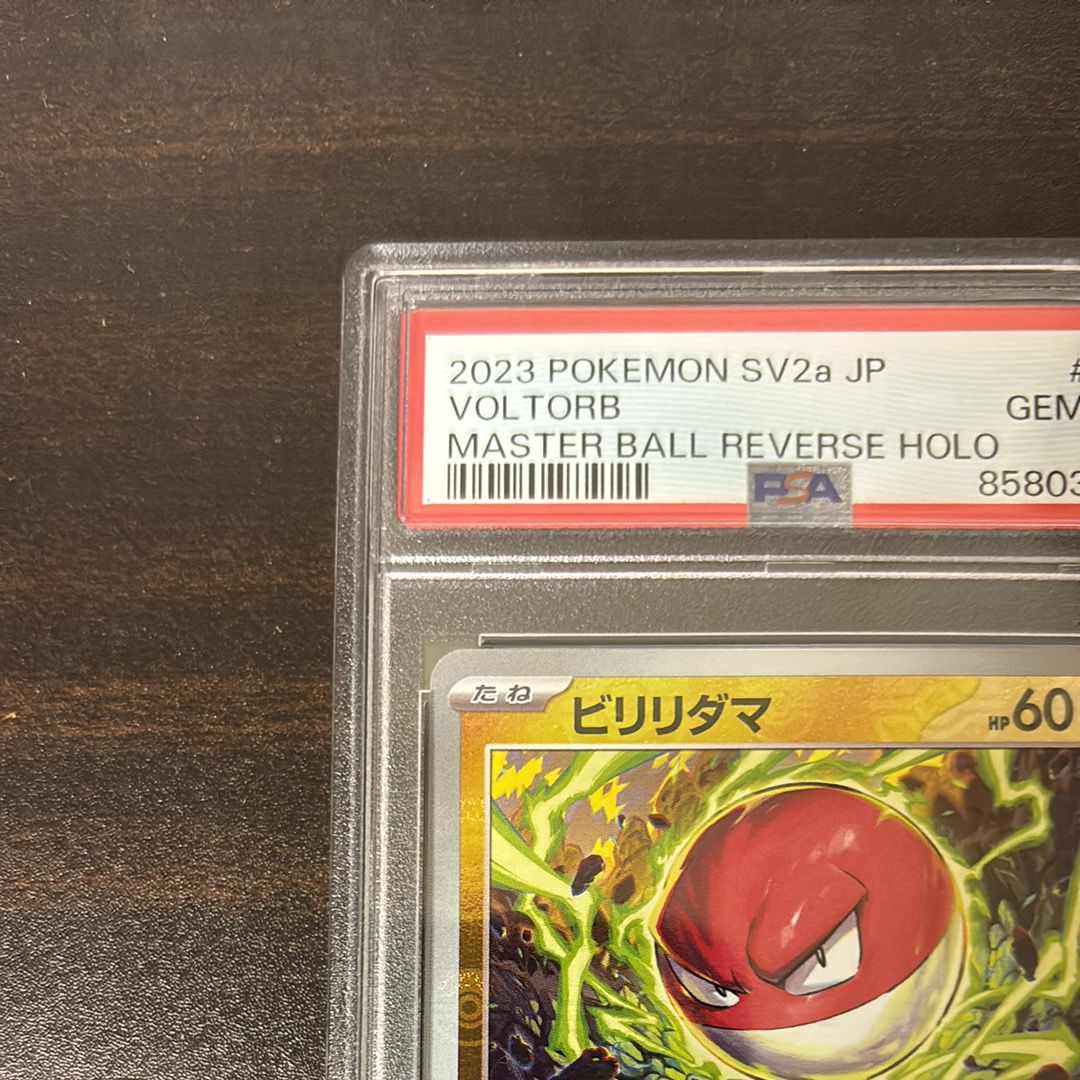 2023 POKEMON SV2a JP #
VOLTORB GEM
MASTER BALL REVERSE HOLO
PSA 85803
たね ビリリダマ HP60